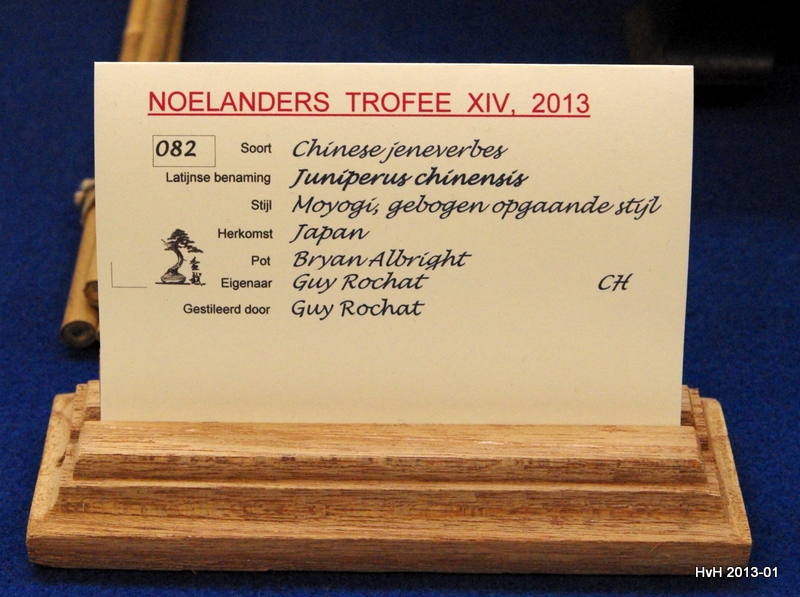 NOELANDERS TROFEE XIV, 2013
082 Soort Chinese jeneverbes
Latijnse benaming Juniperus chinensis
Stijl Moyogi, gebogen opgaande stijl
Herkomst Japan
Pot Bryan Albright
Eigenaar Guy Rochat CH
Gestileerd door Guy Rochat
HvH 2013-01